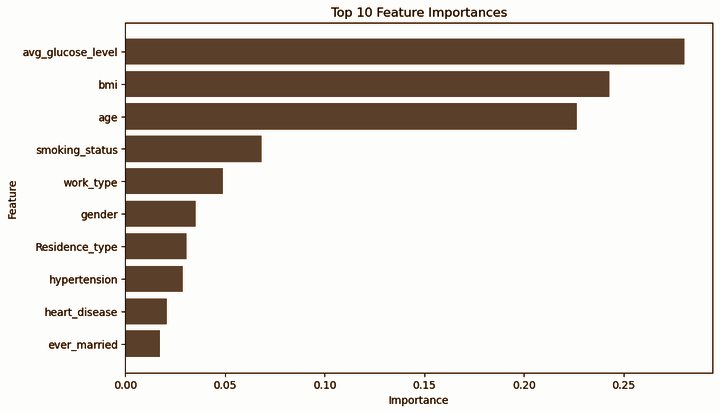 Top 10 Feature Importances
Feature
avg_glucose_level
bmi
age
smoking_status
work_type
gender
Residence_type
hypertension
heart_disease
ever_married
0.00 0.05 0.10 0.15 0.20 0.25
Importance